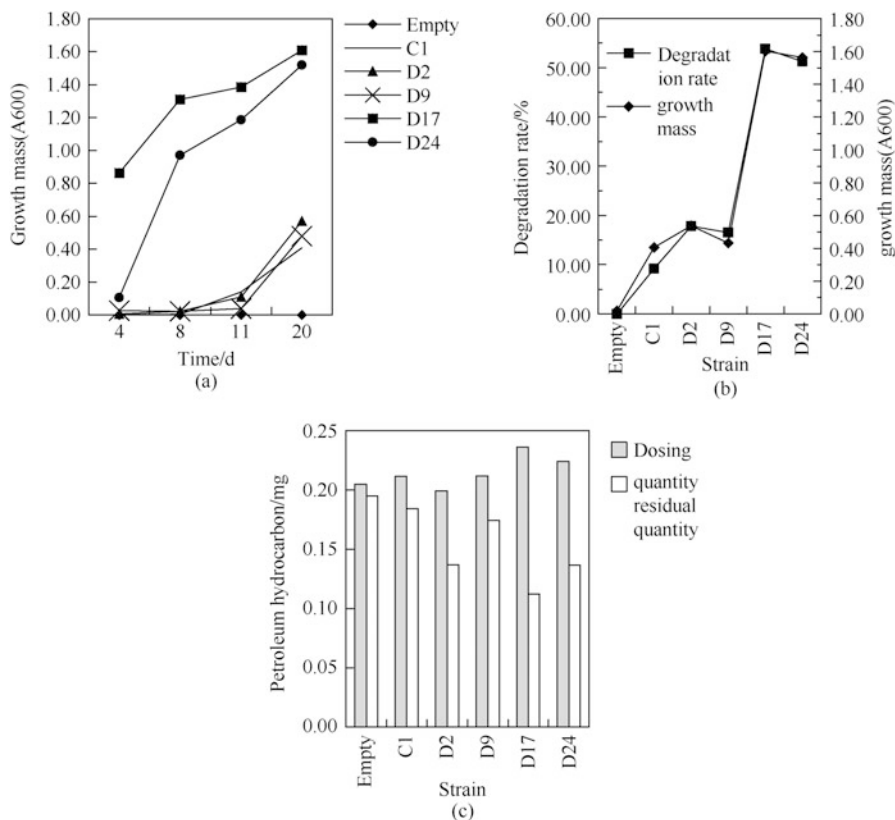 Growth mass(A600)
1.80
1.60
1.40
1.20
1.00
0.80
0.60
0.40
0.20
0.00
4 8 11 20
Time/d
(a)
Empty
C1
D2
D9
D17
D24
Degradation rate/%
60.00
50.00
40.00
30.00
20.00
10.00
0.00
Degradat
ion rate
growth
mass
1.80
1.60
1.40
1.20
1.00
0.80
0.60
0.40
0.20
0.00
growth mass(A600)
Empty C1 D2 D9 D17 D24
Strain
(b)
Petroleum hydrocarbon/mg
0.25
0.20
0.15
0.10
0.05
0.00
Empty C1 D2 D9 D17 D24
Strain
(c)
Dosing
quantity
residual
quantity